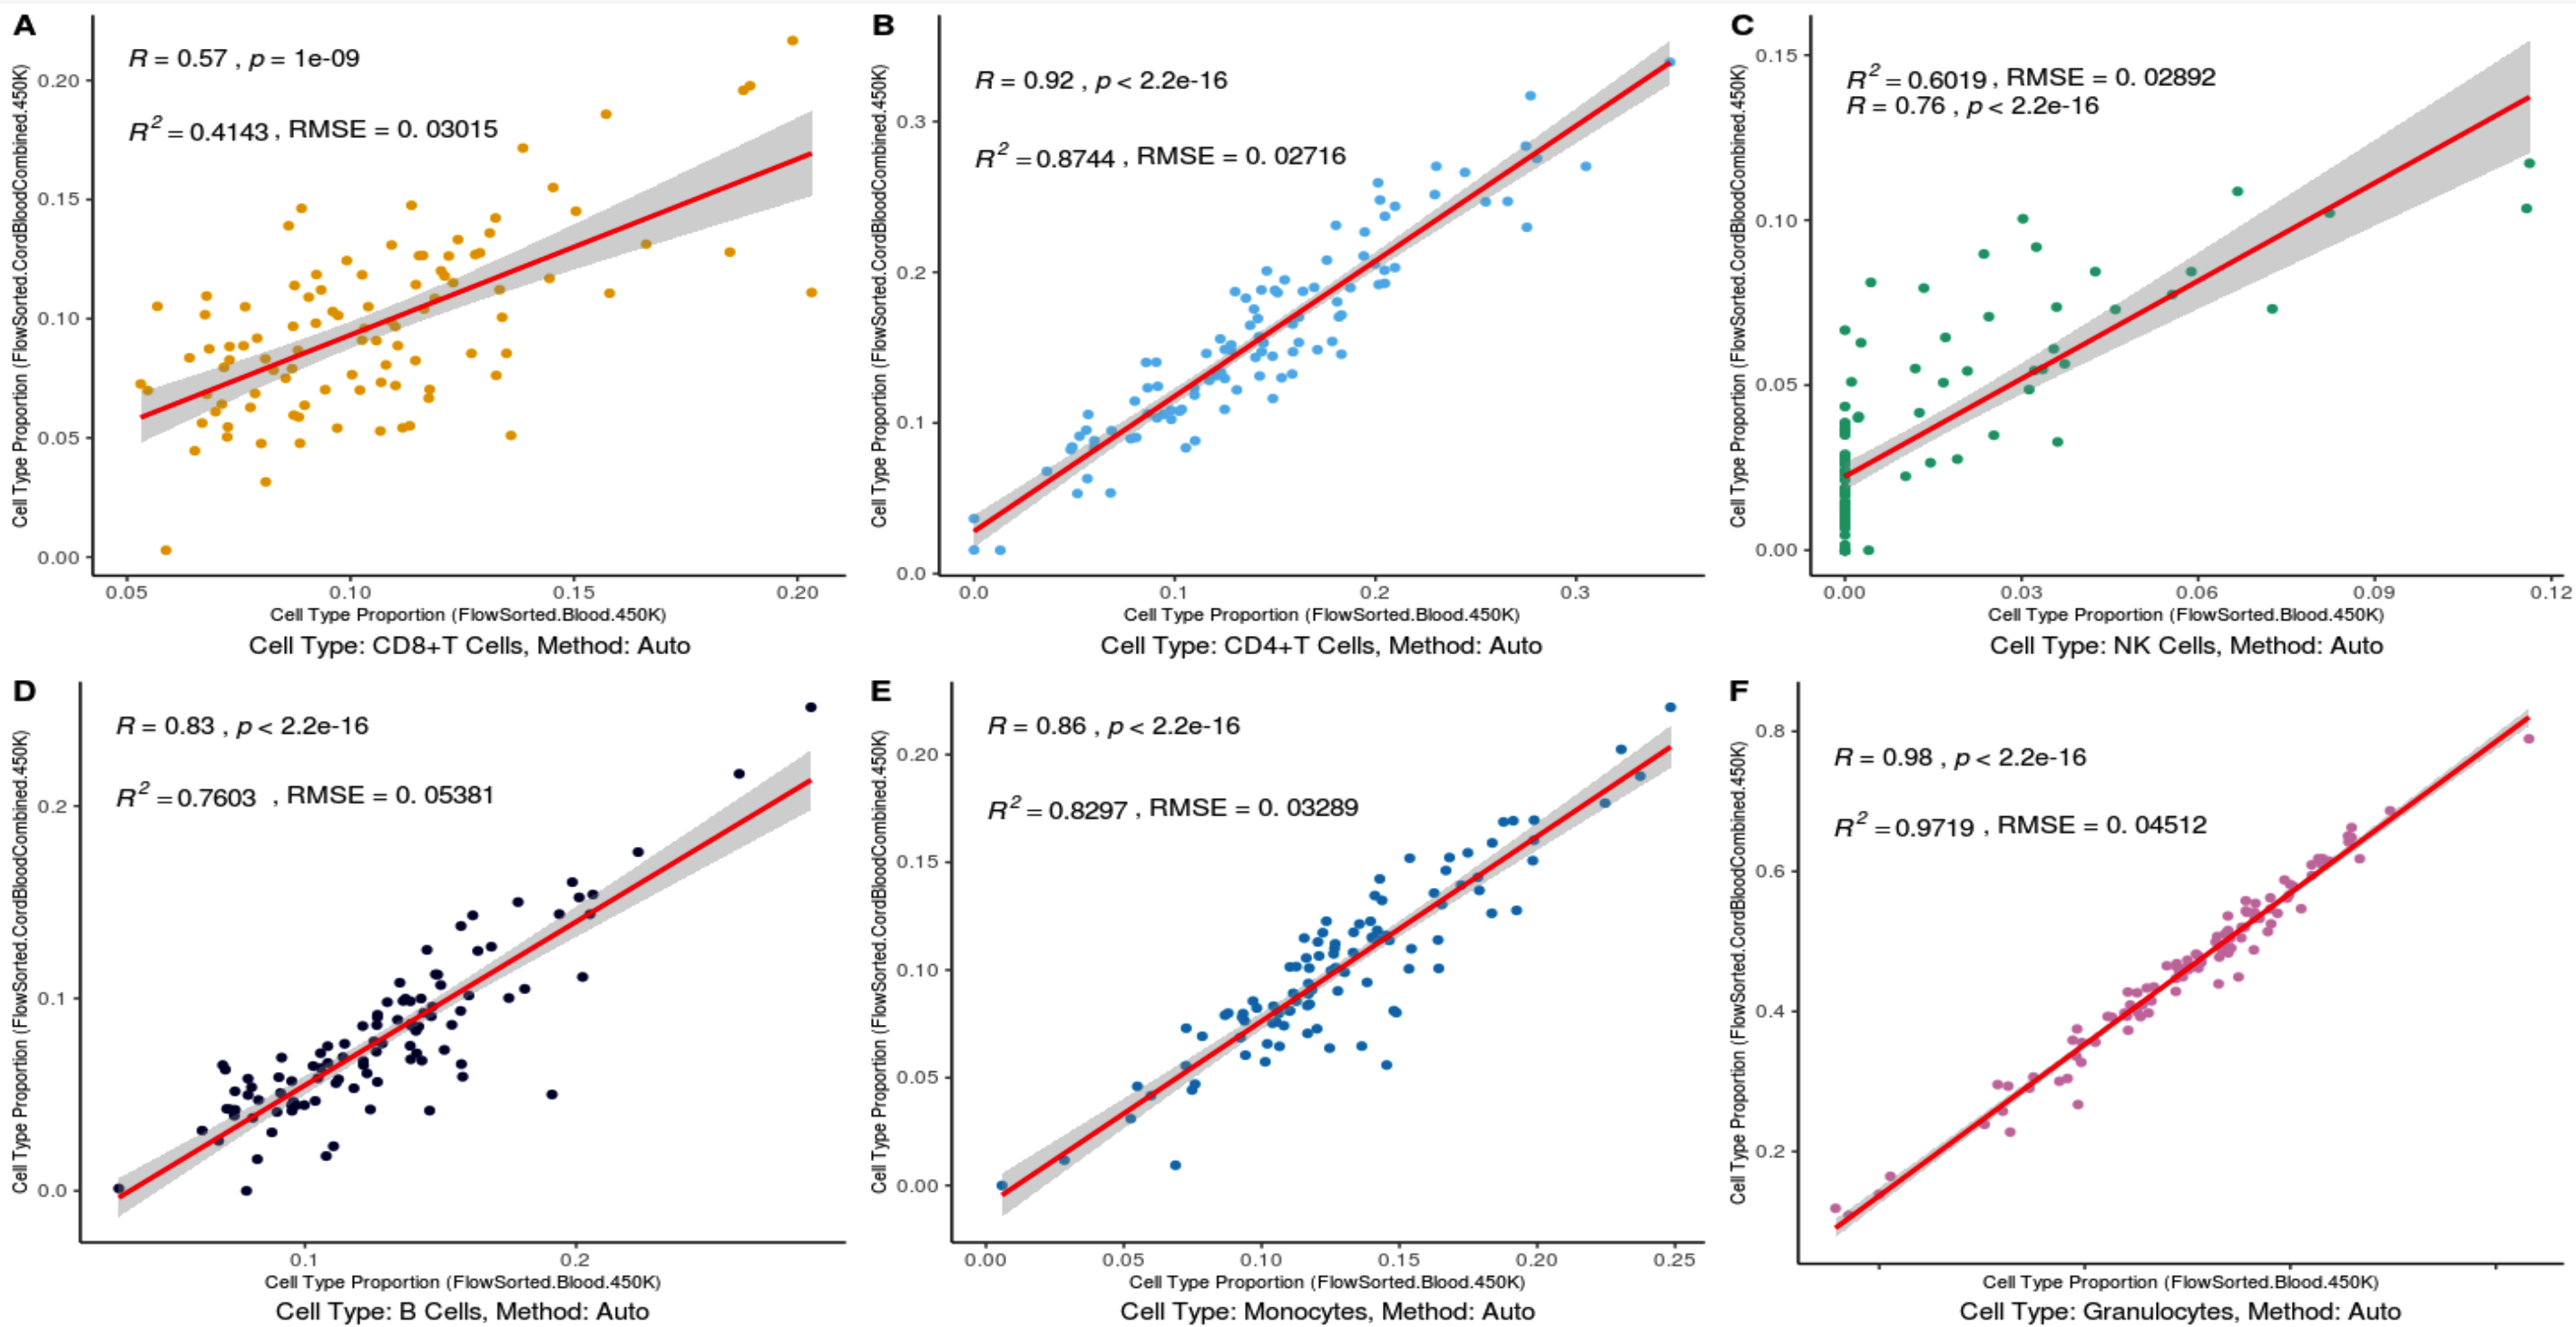 A
R = 0.57 , p = 1e-09
R² = 0.4143 , RMSE = 0. 03015
Cell Type Proportion (FlowSorted.CordBloodCombined.450K)
0.20
0.15
0.10
0.05
0.00
0.05 0.10 0.15 0.20
Cell Type Proportion (FlowSorted.Blood.450K)
Cell Type: CD8+T Cells, Method: Auto
B
R = 0.92 , p < 2.2e-16
R² = 0.8744 , RMSE = 0. 02716
Cell Type Proportion (FlowSorted.CordBloodCombined.450K)
0.3
0.2
0.1
0.0
0.0 0.1 0.2 0.3
Cell Type Proportion (FlowSorted.Blood.450K)
Cell Type: CD4+T Cells, Method: Auto
C
R² = 0.6019 , RMSE = 0. 02892
R = 0.76 , p < 2.2e-16
Cell Type Proportion (FlowSorted.CordBloodCombined.450K)
0.15
0.10
0.05
0.00
0.00 0.03 0.06 0.09 0.12
Cell Type Proportion (FlowSorted.Blood.450K)
Cell Type: NK Cells, Method: Auto
D
R = 0.83 , p < 2.2e-16
R² = 0.7603 , RMSE = 0. 05381
Cell Type Proportion (FlowSorted.CordBloodCombined.450K)
0.2
0.1
0.0
0.1 0.2
Cell Type Proportion (FlowSorted.Blood.450K)
Cell Type: B Cells, Method: Auto
E
R = 0.86 , p < 2.2e-16
R² = 0.8297 , RMSE = 0. 03289
Cell Type Proportion (FlowSorted.CordBloodCombined.450K)
0.20
0.15
0.10
0.05
0.00
0.00 0.05 0.10 0.15 0.20 0.25
Cell Type Proportion (FlowSorted.Blood.450K)
Cell Type: Monocytes, Method: Auto
F
R = 0.98 , p < 2.2e-16
R² = 0.9719 , RMSE = 0. 04512
Cell Type Proportion (FlowSorted.CordBloodCombined.450K)
0.8
0.6
0.4
0.2
Cell Type Proportion (FlowSorted.Blood.450K)
Cell Type: Granulocytes, Method: Auto